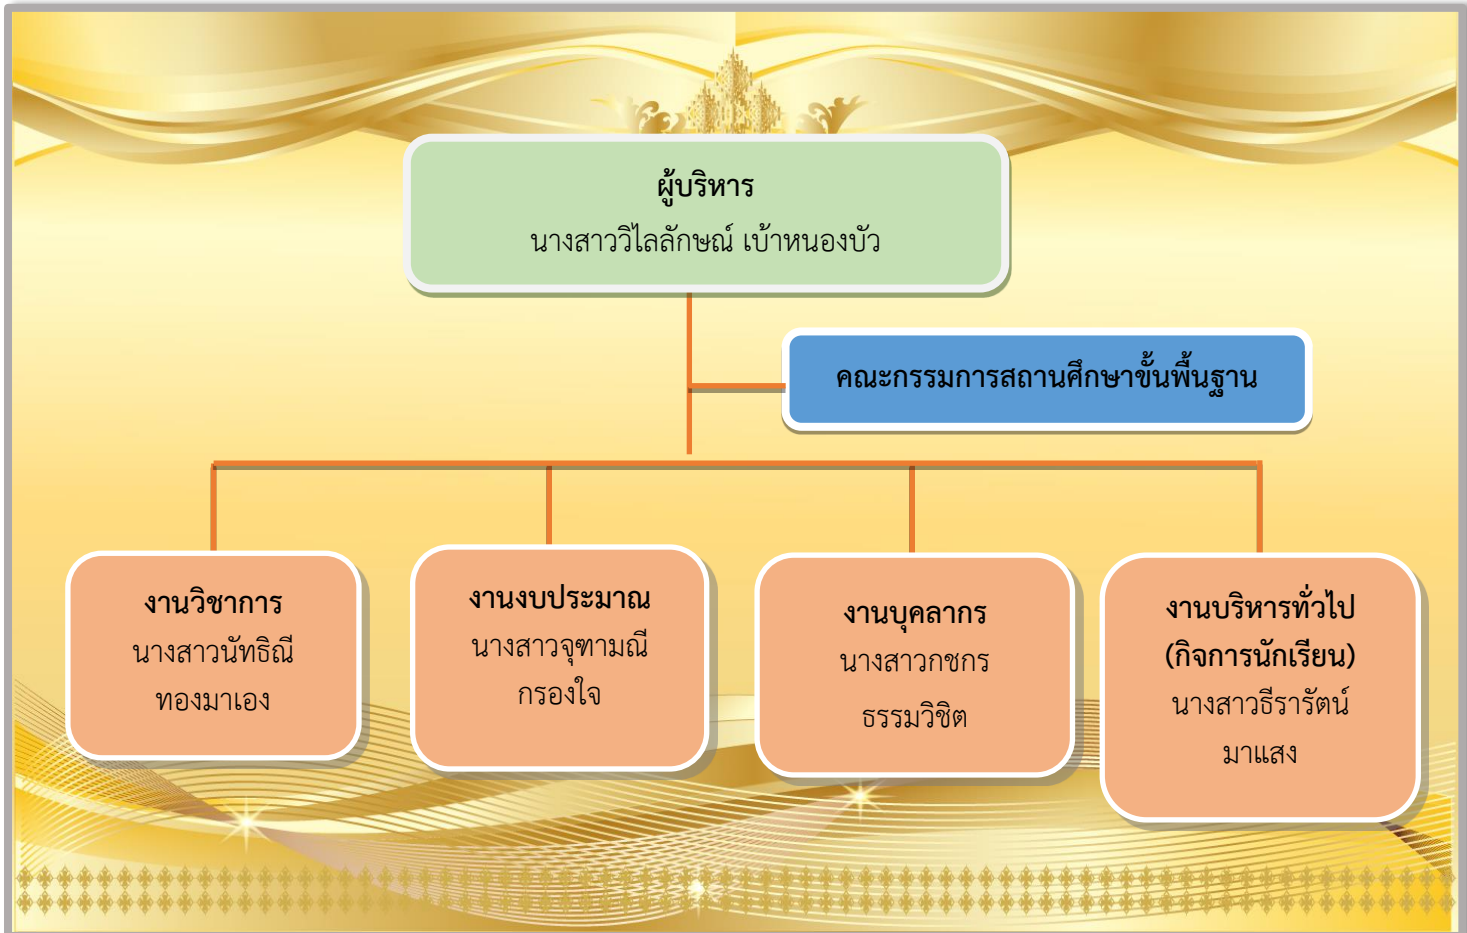 ผู้บริหาร
นางสาววิไลลักษณ์ เบ้าหนองบัว
คณะกรรมการสถานศึกษาขั้นพื้นฐาน
งานวิชาการ
นางสาวนัทธิณี
ทองมาเอง
งานงบประมาณ
นางสาวจุฑามณี
กรองใจ
งานบุคลากร
นางสาวกชกร
ธรรมวิชิต
งานบริหารทั่วไป
(กิจการนักเรียน)
นางสาวธีรารัตน์
มาแสง